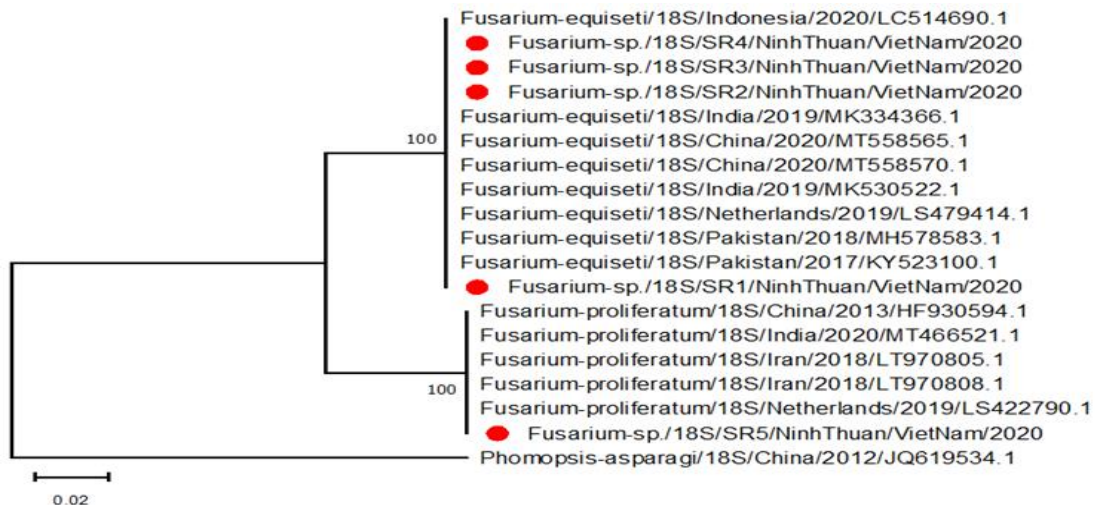 Fusarium-equiseti/18S/Indonesia/2020/LC514690.1
Fusarium-sp./18S/SR4/NinhThuan/VietNam/2020
Fusarium-sp./18S/SR3/NinhThuan/VietNam/2020
Fusarium-sp./18S/SR2/NinhThuan/VietNam/2020
Fusarium-equiseti/18S/India/2019/MK334366.1
100
Fusarium-equiseti/18S/China/2020/MT558565.1
Fusarium-equiseti/18S/China/2020/MT558570.1
Fusarium-equiseti/18S/India/2019/MK530522.1
Fusarium-equiseti/18S/Netherlands/2019/LS479414.1
Fusarium-equiseti/18S/Pakistan/2018/MH578583.1
Fusarium-equiseti/18S/Pakistan/2017/KY523100.1
Fusarium-sp./18S/SR1/NinhThuan/VietNam/2020
Fusarium-proliferatum/18S/China/2013/HF930594.1
Fusarium-proliferatum/18S/India/2020/MT466521.1
Fusarium-proliferatum/18S/Iran/2018/LT970805.1
Fusarium-proliferatum/18S/Iran/2018/LT970808.1
100
Fusarium-proliferatum/18S/Netherlands/2019/LS422790.1
Fusarium-sp./18S/SR5/NinhThuan/VietNam/2020
Phomopsis-asparagi/18S/China/2012/JQ619534.1
0.02